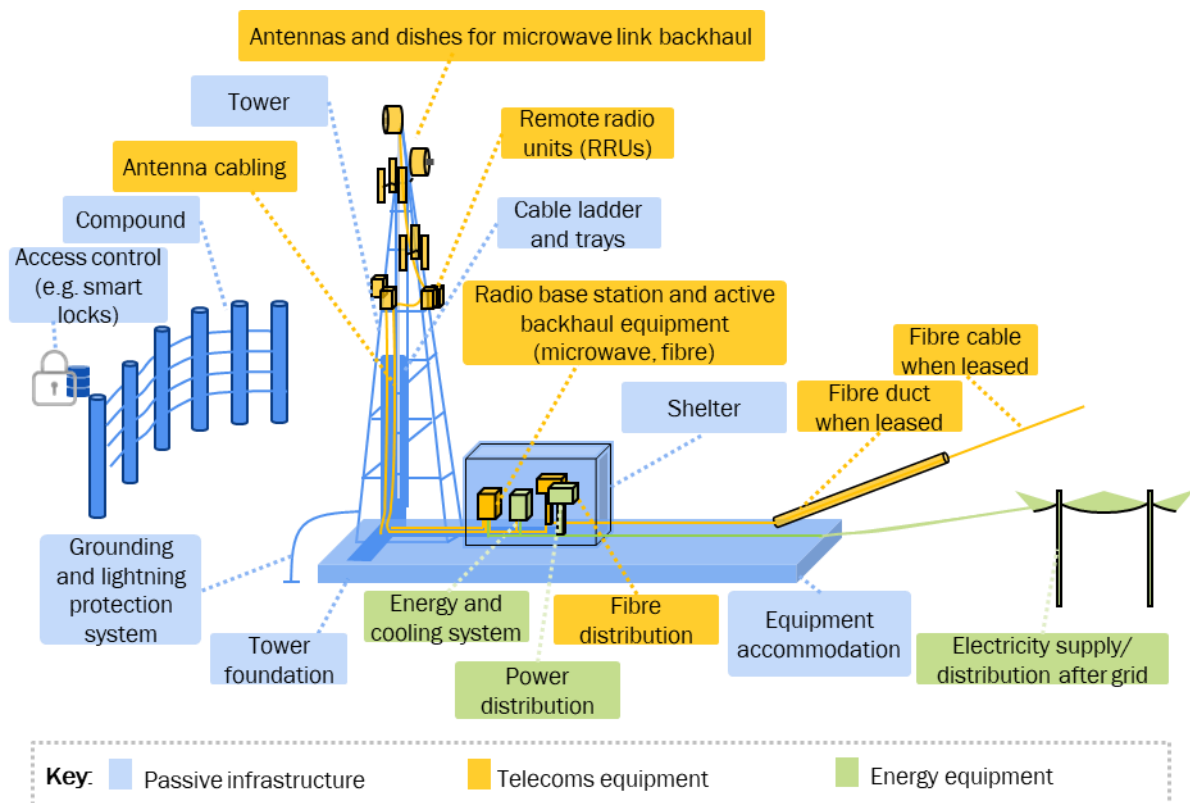 Antennas and dishes for microwave link backhaul
Tower
Remote radio
units (RRUs)
Antenna cabling
Compound
Cable ladder
and trays
Access control
(e.g. smart
locks)
Radio base station and active
backhaul equipment
(microwave, fibre)
Fibre cable
when leased
Fibre duct
when leased
Shelter
Grounding
and lightning
protection
system
Tower
foundation
Energy and
cooling system
Power
distribution
Fibre
distribution
Equipment
accommodation
Electricity supply/
distribution after grid
Key:
Passive infrastructure
Telecoms equipment
Energy equipment